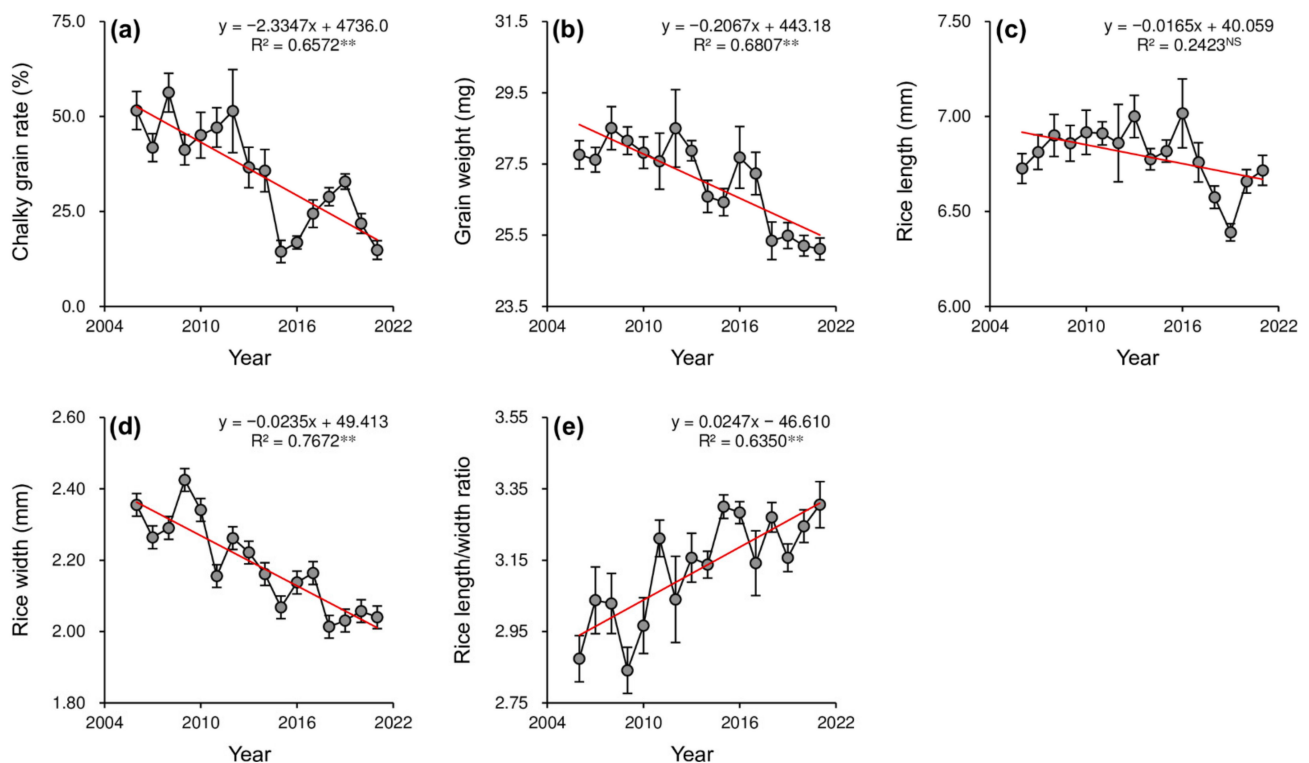 (a)
y = −2.3347x + 4736.0
R² = 0.6572**
Chalky grain rate (%)
75.0
50.0
25.0
0.0
2004 2010 2016 2022
Year
(b)
y = −0.2067x + 443.18
R² = 0.6807**
Grain weight (mg)
31.5
29.5
27.5
25.5
23.5
2004 2010 2016 2022
Year
(c)
y = −0.0165x + 40.059
R² = 0.2423NS
Rice length (mm)
7.50
7.00
6.50
6.00
2004 2010 2016 2022
Year
(d)
y = −0.0235x + 49.413
R² = 0.7672**
Rice width (mm)
2.60
2.40
2.20
2.00
1.80
2004 2010 2016 2022
Year
(e)
y = 0.0247x − 46.610
R² = 0.6350**
Rice length/width ratio
3.55
3.35
3.15
2.95
2.75
2004 2010 2016 2022
Year